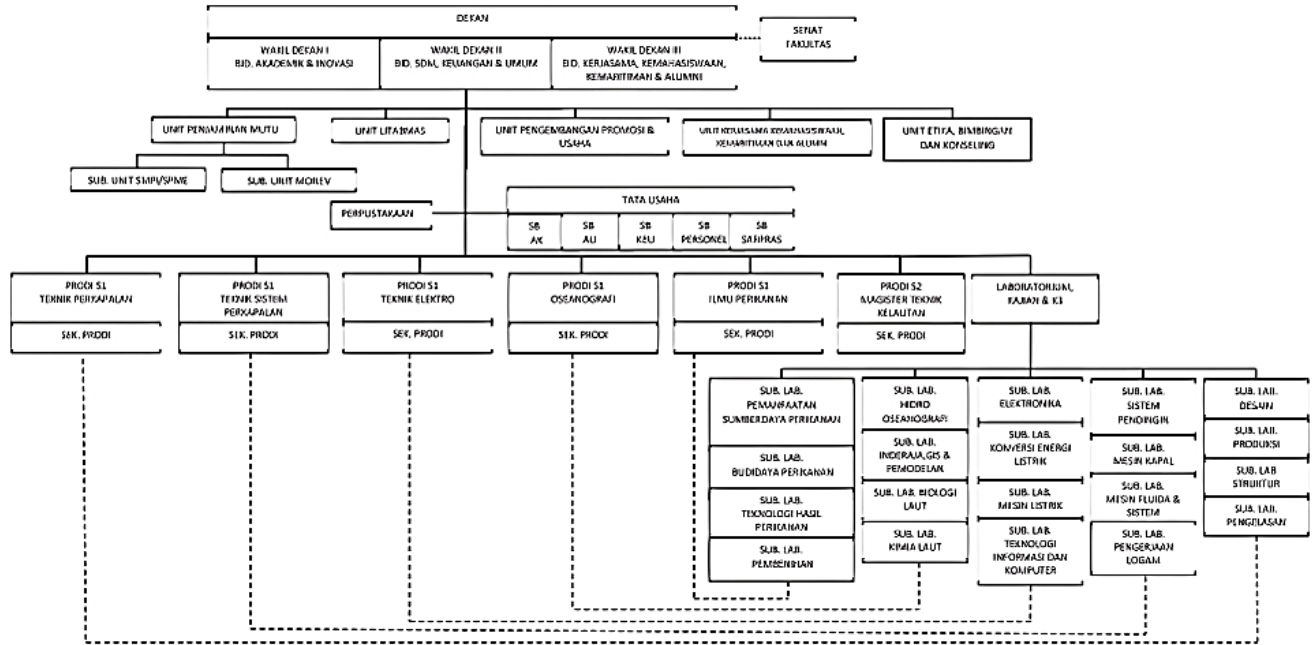 DEKAN
SENAT
FAKULTAS
WAKIL DEKAN I
BID. AKADEMIK & INOVASI
WAKIL DEKAN II
BID. SDM, KEUANGAN & UMUM
WAKIL DEKAN III
BID. KERJASAMA, KEMAHASISWAAN,
KEMARITIMAN & ALUMNI
UNIT PENJAMINAN MUTU
UNIT LITABMAS
UNIT PENGEMBANGAN PROMOSI &
USAHA
UNIT KERJASAMA KEMAHASISWAAN,
KEMARITIMAN DAN ALUMNI
UNIT ETIKA, BIMBINGAN
DAN KONSELING
SUB. UNIT SMPI/SPME
SUB. UNIT MONEV
PERPUSTAKAAN
TATA USAHA
SB
AK
SB
AU
SB
KEU
SB
PERSONEL
SB
SARPRAS
PRODI S1
TEKNIK PERKAPALAN
SEK. PRODI
PRODI S1
TEKNIK SISTEM
PERKAPALAN
SEK. PRODI
PRODI S1
TEKNIK ELEKTRO
SEK. PRODI
PRODI S1
OSEANOGRAFI
SEK. PRODI
PRODI S1
ILMU PERIKANAN
SEK. PRODI
PRODI S2
MAGISTER TEKNIK
KELAUTAN
SEK. PRODI
LABORATORIUM,
KAJIAN & K3
SUB. LAB.
PEMANFAATAN
SUMBERDAYA PERIKANAN
SUB. LAB.
BUDIDAYA PERIKANAN
SUB. LAB.
TEKNOLOGI HASIL
PERIKANAN
SUB. LAB.
PEMBENIHAN
SUB. LAB.
HIDRO
OSEANOGRAFI
SUB. LAB.
INDERAJA,GIS &
PEMODELAN
SUB. LAB. BIOLOGI
LAUT
SUB. LAB.
KIMIA LAUT
SUB. LAB.
ELEKTRONIKA
SUB. LAB.
KONVERSI ENERGI
LISTRIK
SUB. LAB.
MESIN LISTRIK
SUB. LAB.
TEKNOLOGI
INFORMASI DAN
KOMPUTER
SUB. LAB.
SISTEM
PENDINGIN
SUB. LAB.
MESIN KAPAL
SUB. LAB.
MESIN FLUIDA &
SISTEM
SUB. LAB.
PENGERJAAN
LOGAM
SUB. LAB.
DESAIN
SUB. LAB.
PRODUKSI
SUB. LAB
STRUKTUR
SUB. LAB.
PENGELASAN